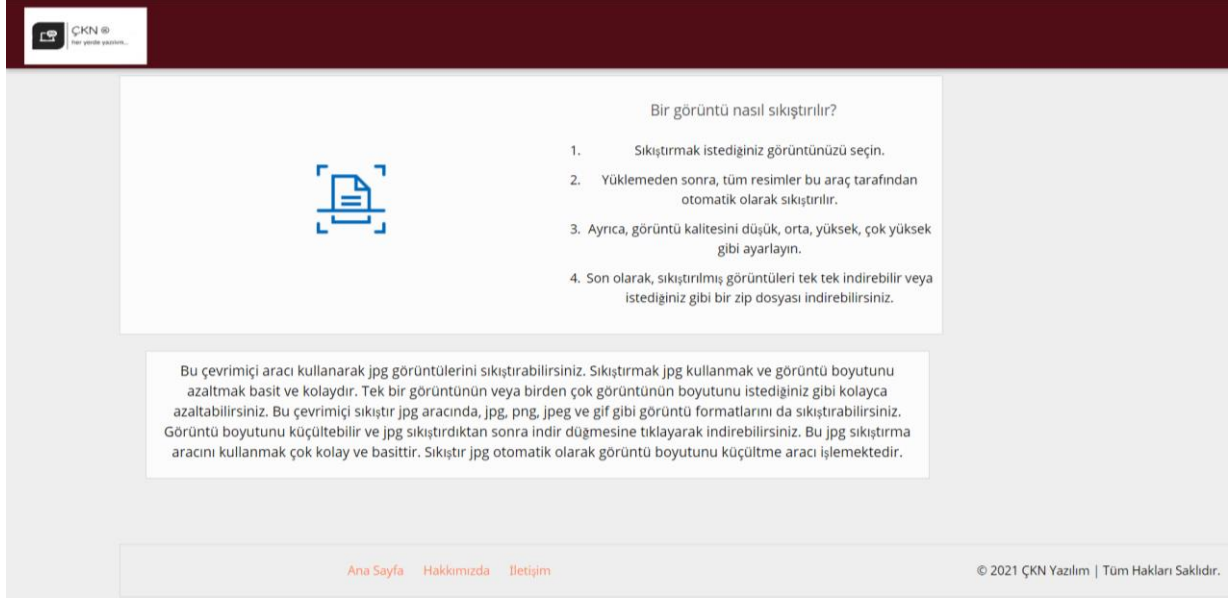 ÇKN ®
her yerde yazılım...
Bir görüntü nasıl sıkıştırılır?
1. Sıkıştırmak istediğiniz görüntünüzü seçin.
2. Yüklemeden sonra, tüm resimler bu araç tarafından
otomatik olarak sıkıştırılır.
3. Ayrıca, görüntü kalitesini düşük, orta, yüksek, çok yüksek
gibi ayarlayın.
4. Son olarak, sıkıştırılmış görüntüleri tek tek indirebilir veya
istediğiniz gibi bir zip dosyası indirebilirsiniz.
Bu çevrimiçi aracı kullanarak jpg görüntülerini sıkıştırabilirsiniz. Sıkıştırmak jpg kullanmak ve görüntü boyutunu
azaltmak basit ve kolaydır. Tek bir görüntünün veya birden çok görüntünün boyutunu istediğiniz gibi kolayca
azaltabilirsiniz. Bu çevrimiçi sıkıştır jpg aracında, jpg, png, jpeg ve gif gibi görüntü formatlarını da sıkıştırabilirsiniz.
Görüntü boyutunu küçültebilir ve jpg sıkıştırdıktan sonra indir düğmesine tıklayarak indirebilirsiniz. Bu jpg sıkıştırma
aracını kullanmak çok kolay ve basittir. Sıkıştır jpg otomatik olarak görüntü boyutunu küçültme aracı işlemektedir.
Ana Sayfa Hakkımızda İletişim
© 2021 ÇKN Yazılım | Tüm Hakları Saklıdır.